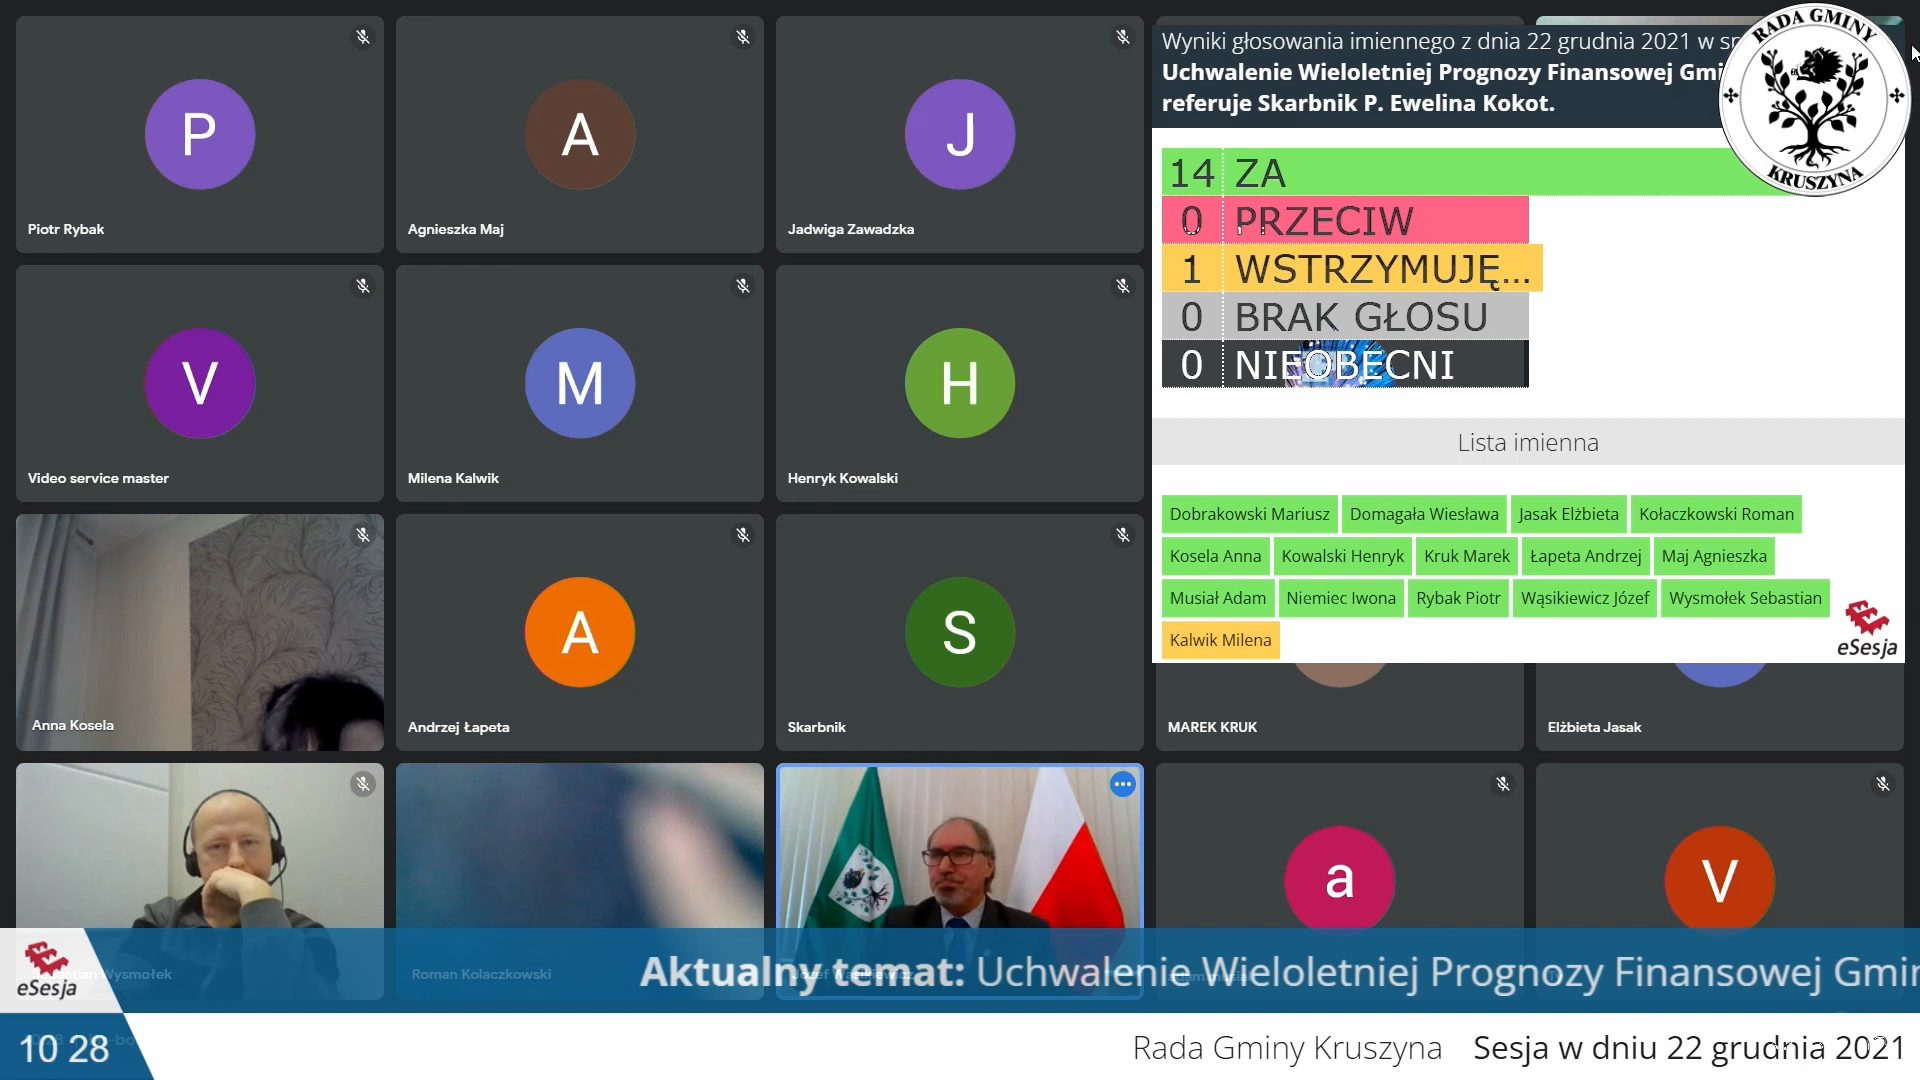 P
Piotr Rybak
A
Agnieszka Maj
J
Jadwiga Zawadzka
Wyniki głosowania imiennego z dnia 22 grudnia 2021 w
Uchwalenie Wieloletniej Prognozy Finansowej
referuje Skarbnik P. Ewelina Kokot.
RADA GMINY
KRUSZYNA
14 ZA
0 PRZECIW
1 WSTRZYMUJĘ...
0 BRAK GŁOSU
0 NIEOBECNI
V
Video service master
M
Milena Kalwik
H
Henryk Kowalski
Lista imienna
Dobrakowski Mariusz Domagała Wiesława Jasak Elżbieta Kołaczkowski Roman
Kosela Anna Kowalski Henryk Kruk Marek Łapeta Andrzej Maj Agnieszka
Musiał Adam Niemiec Iwona Rybak Piotr Wąsikiewicz Józef Wysmołek Sebastian
Kalwik Milena
eSesja
Anna Kosela
A
Andrzej Łapeta
S
Skarbnik
MAREK KRUK
Elżbieta Jasak
a
V
Sebastian Wysmołek
Roman Kolaczkowski
Józef Wąsikiewicz
eSesja
Aktualny temat: Uchwalenie Wieloletniej Prognozy Finansowej
10 28
Rada Gminy Kruszyna Sesja w dniu 22 grudnia 2021